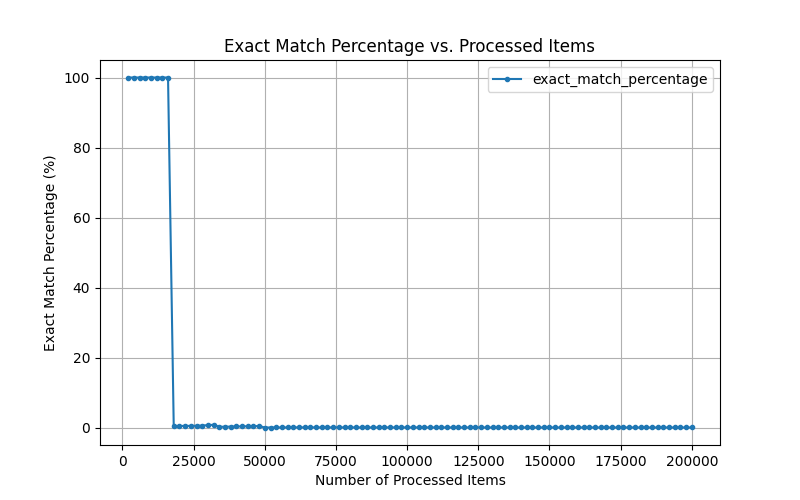 Exact Match Percentage vs. Processed Items
exact_match_percentage
Exact Match Percentage (%)
100
80
60
40
20
0
0 25000 50000 75000 100000 125000 150000 175000 200000
Number of Processed Items